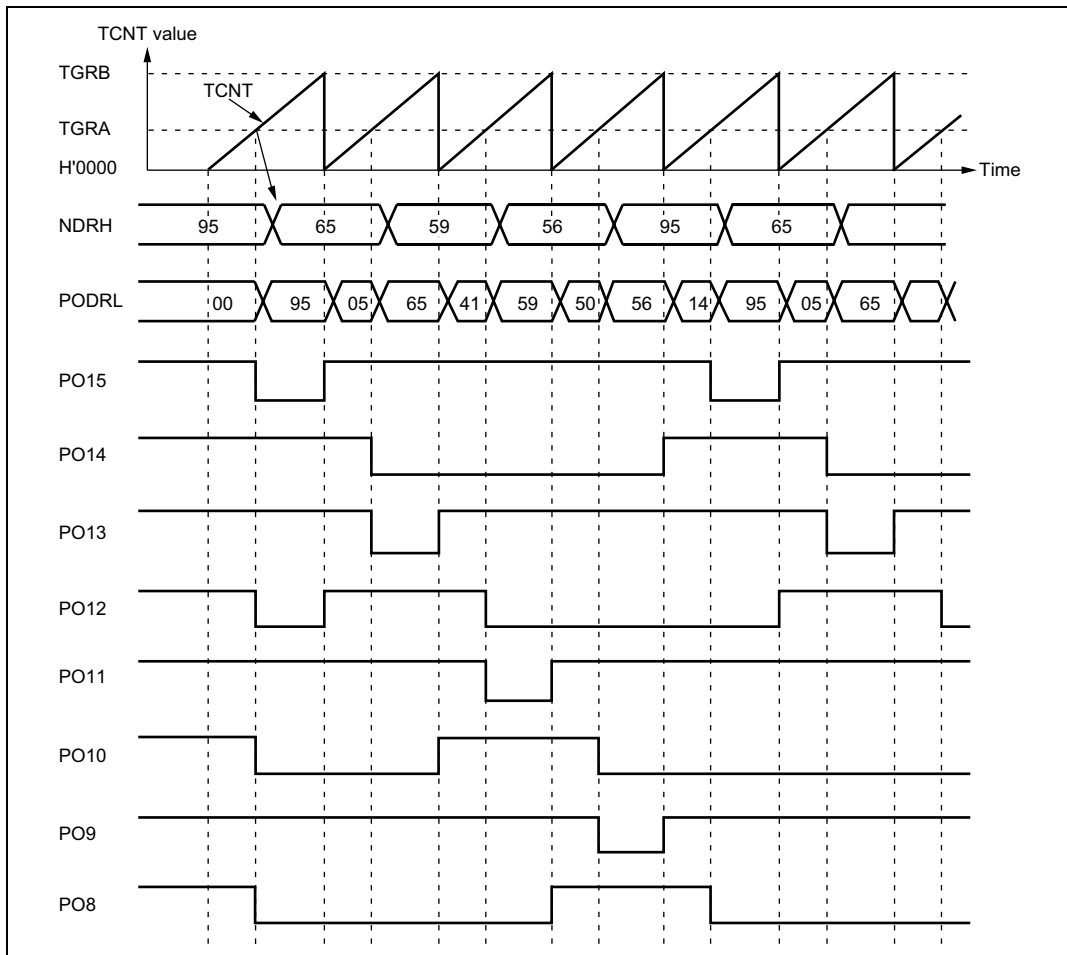 TCNT value
TGRB
TCNT
TGRA
H'0000
Time
NDRH 95 65 59 56 95 65
PODRL 00 95 05 65 41 59 50 56 14 95 05 65
PO15
PO14
PO13
PO12
PO11
PO10
PO9
PO8